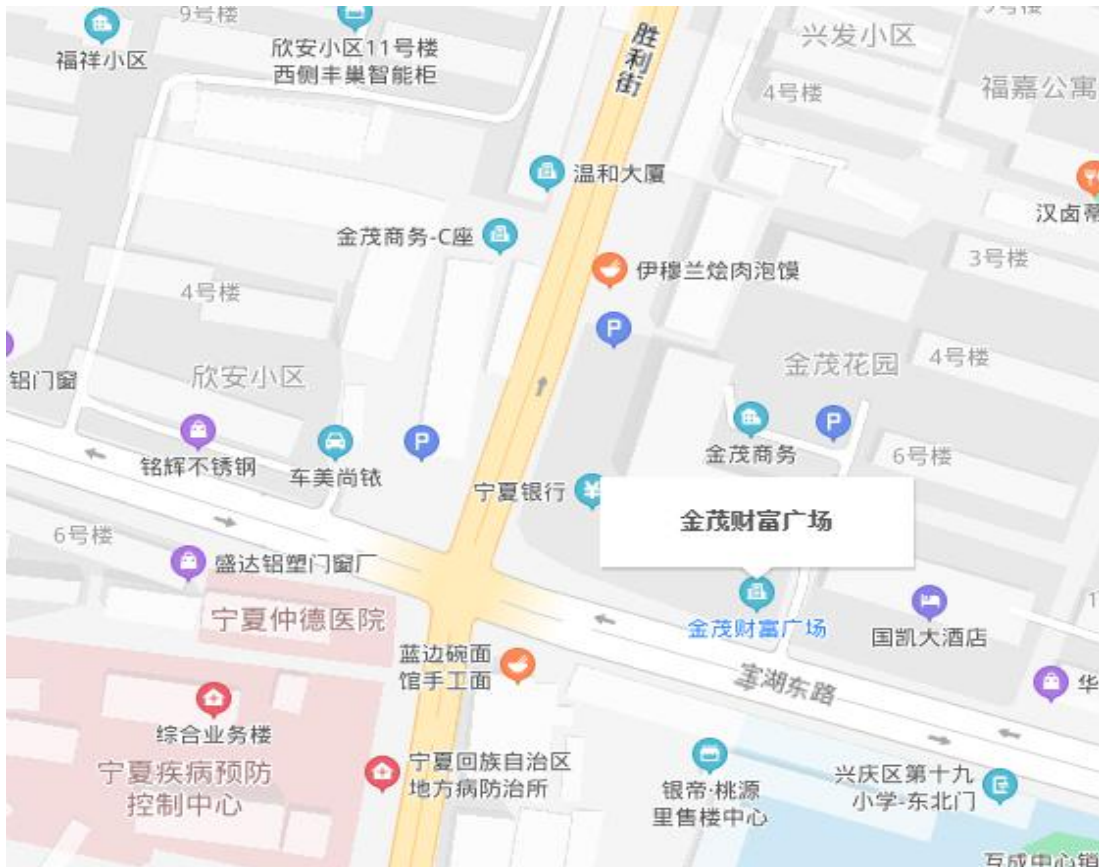 9号楼
福祥小区
欣安小区11号楼
西侧丰巢智能柜
胜利街
兴发小区
4号楼
福嘉公寓
温和大厦
汉卤
金茂商务-C座
伊穆兰烩肉泡馍
3号楼
4号楼
P
金茂花园
4号楼
铝门窗
欣安小区
P
P
铭辉不锈钢
车美尚铱
金茂商务
6号楼
宁夏银行
¥
金茂财富广场
6号楼
盛达铝塑门窗厂
宁夏仲德医院
金茂财富广场
国凯大酒店
蓝边碗面
馆手工面
宝湖东路
华
综合业务楼
宁夏疾病预防
控制中心
宁夏回族自治区
地方病防治所
银帝·桃源
里售楼中心
兴庆区第十九
小学-东北门
互成中心销